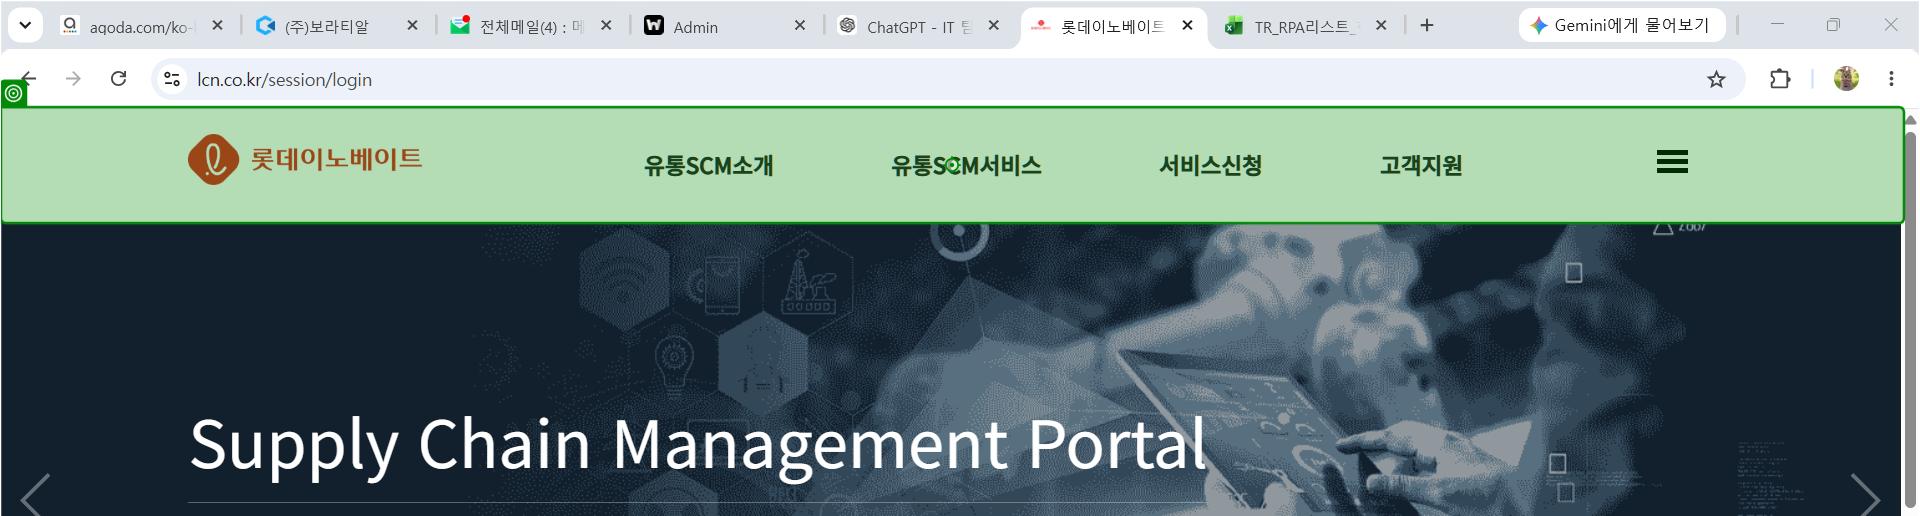 agoda.com/ko-
(주)보라티알
전체메일(4) : 메
Admin
ChatGPT - IT 팀
롯데이노베이트
TR_RPA리스트_
Gemini에게 물어보기
lcn.co.kr/session/login
롯데이노베이트
유통SCM소개
유통SCM서비스
서비스신청
고객지원
Supply Chain Management Portal